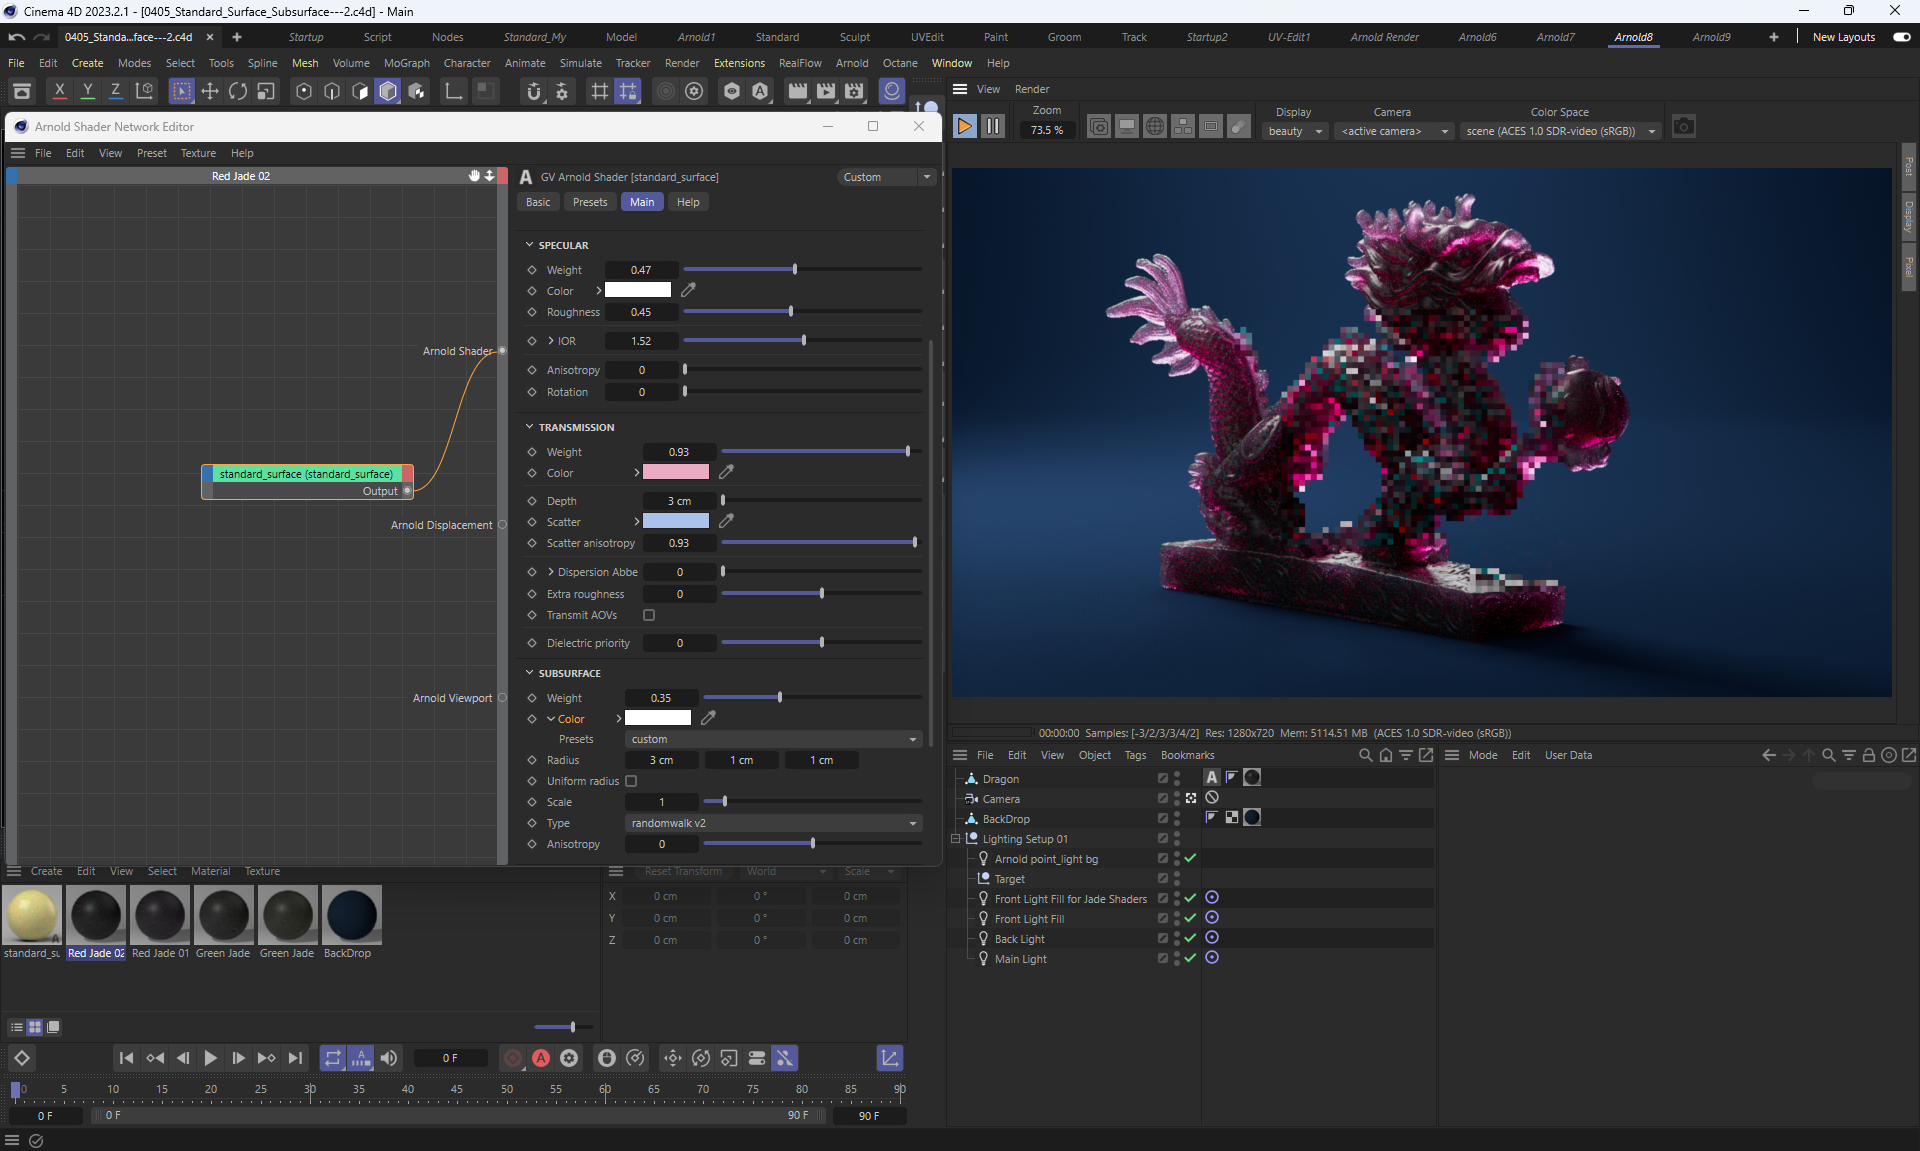 Cinema 4D 2023.2.1 - [0405_Standard_Surface_Subsurface---2.c4d] - Main
0405_Standa...face---2.c4d × + Startup Script Nodes Standard_My Model Arnold1 Standard Sculpt UVEdit Paint Groom Track Startup2 UV-Edit1 Arnold Render Arnold6 Arnold7 Arnold8 Arnold9 + New Layouts
File Edit Create Modes Select Tools Spline Mesh Volume MoGraph Character Animate Simulate Tracker Render Extensions RealFlow Arnold Octane Window Help
X Y Z
View Render
Zoom Display Camera Color Space
73.5 % beauty <active camera> scene (ACES 1.0 SDR-video (sRGB))
Post
Display
Pixel
Arnold Shader Network Editor
File Edit View Preset Texture Help
Red Jade 02
Arnold Shader
standard_surface (standard_surface)
Output
Arnold Displacement
Arnold Viewport
GV Arnold Shader [standard_surface] Custom
Basic Presets Main Help
SPECULAR
Weight 0.47
Color
Roughness 0.45
IOR 1.52
Anisotropy 0
Rotation 0
TRANSMISSION
Weight 0.93
Color
Depth 3 cm
Scatter
Scatter anisotropy 0.93
Dispersion Abbe 0
Extra roughness 0
Transmit AOVs
Dielectric priority 0
SUBSURFACE
Weight 0.35
Color
Presets custom
Radius 3 cm 1 cm 1 cm
Uniform radius
Scale 1
Type randomwalk v2
Anisotropy 0
00:00:00 Samples: [-3/2/3/3/4/2] Res: 1280x720 Mem: 5114.51 MB (ACES 1.0 SDR-video (sRGB))
File Edit View Object Tags Bookmarks
Mode Edit User Data
Dragon
Camera
BackDrop
Lighting Setup 01
Arnold point_light bg
Target
Front Light Fill for Jade Shaders
Front Light Fill
Back Light
Main Light
Create Edit View Select Material Texture
standard_su Red Jade 02 Red Jade 01 Green Jade Green Jade BackDrop
Reset Transform World Scale
X 0 cm 0 ° 0 cm
Y 0 cm 0 ° 0 cm
Z 0 cm 0 ° 0 cm
0 F
0 5 10 15 20 25 30 35 40 45 50 55 60 65 70 75 80 85 90
0 F 0 F 90 F 90 F